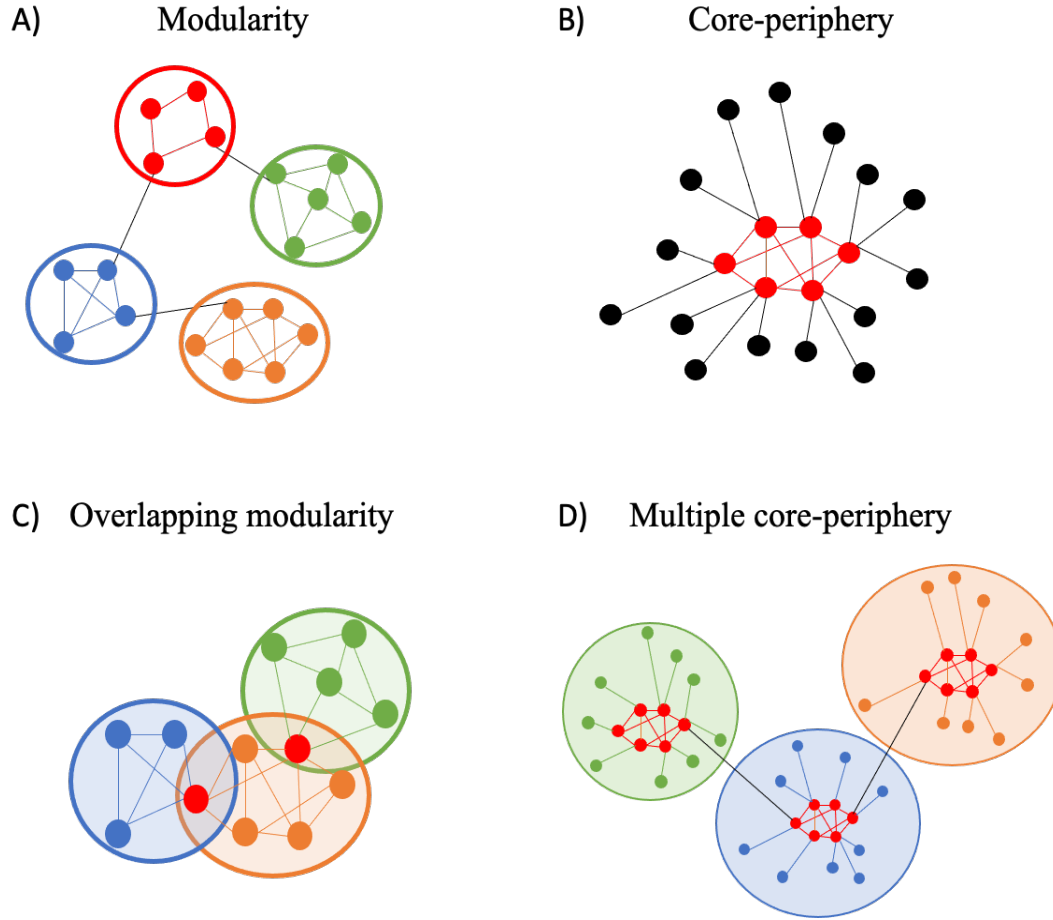 A) Modularity
B) Core-periphery
C) Overlapping modularity
D) Multiple core-periphery